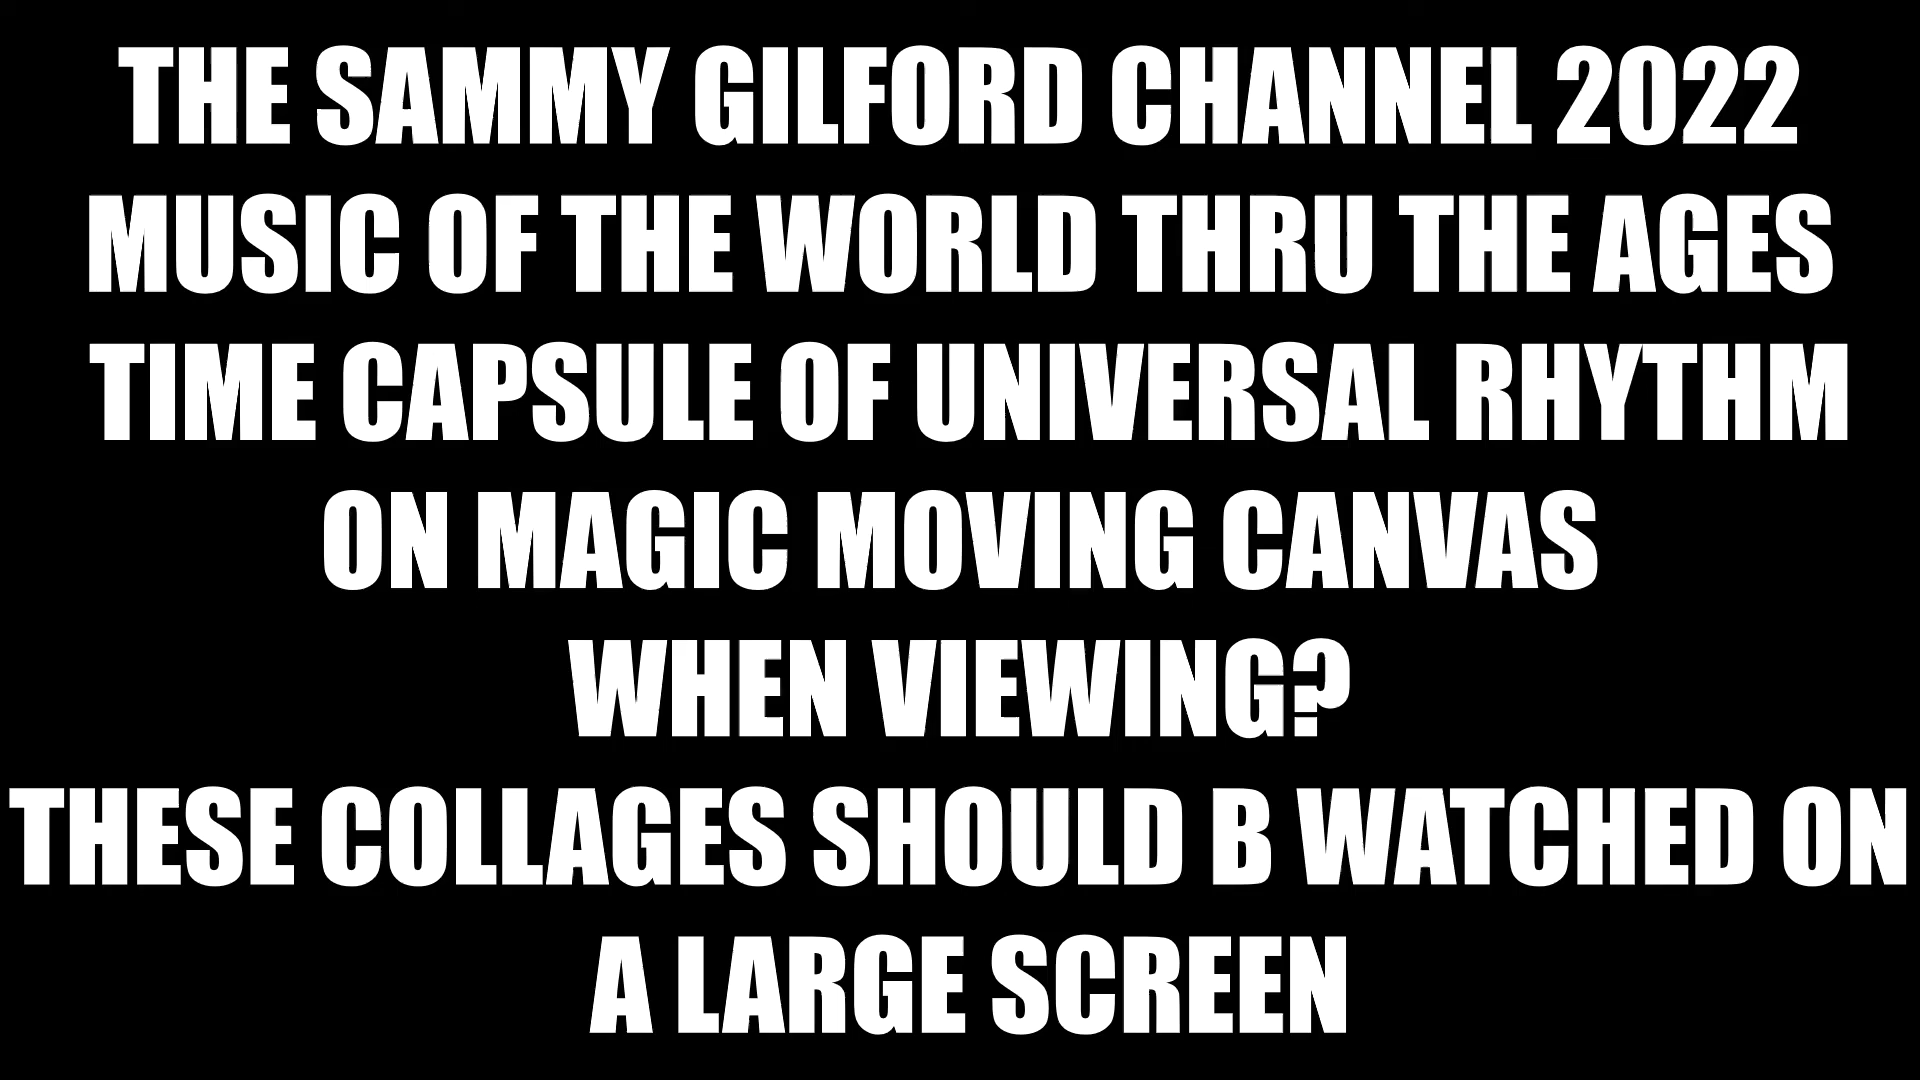 THE SAMMY GILFORD CHANNEL 2022
MUSIC OF THE WORLD THRU THE AGES
TIME CAPSULE OF UNIVERSAL RHYTHM
ON MAGIC MOVING CANVAS
WHEN VIEWING?
THESE COLLAGES SHOULD B WATCHED ON
A LARGE SCREEN